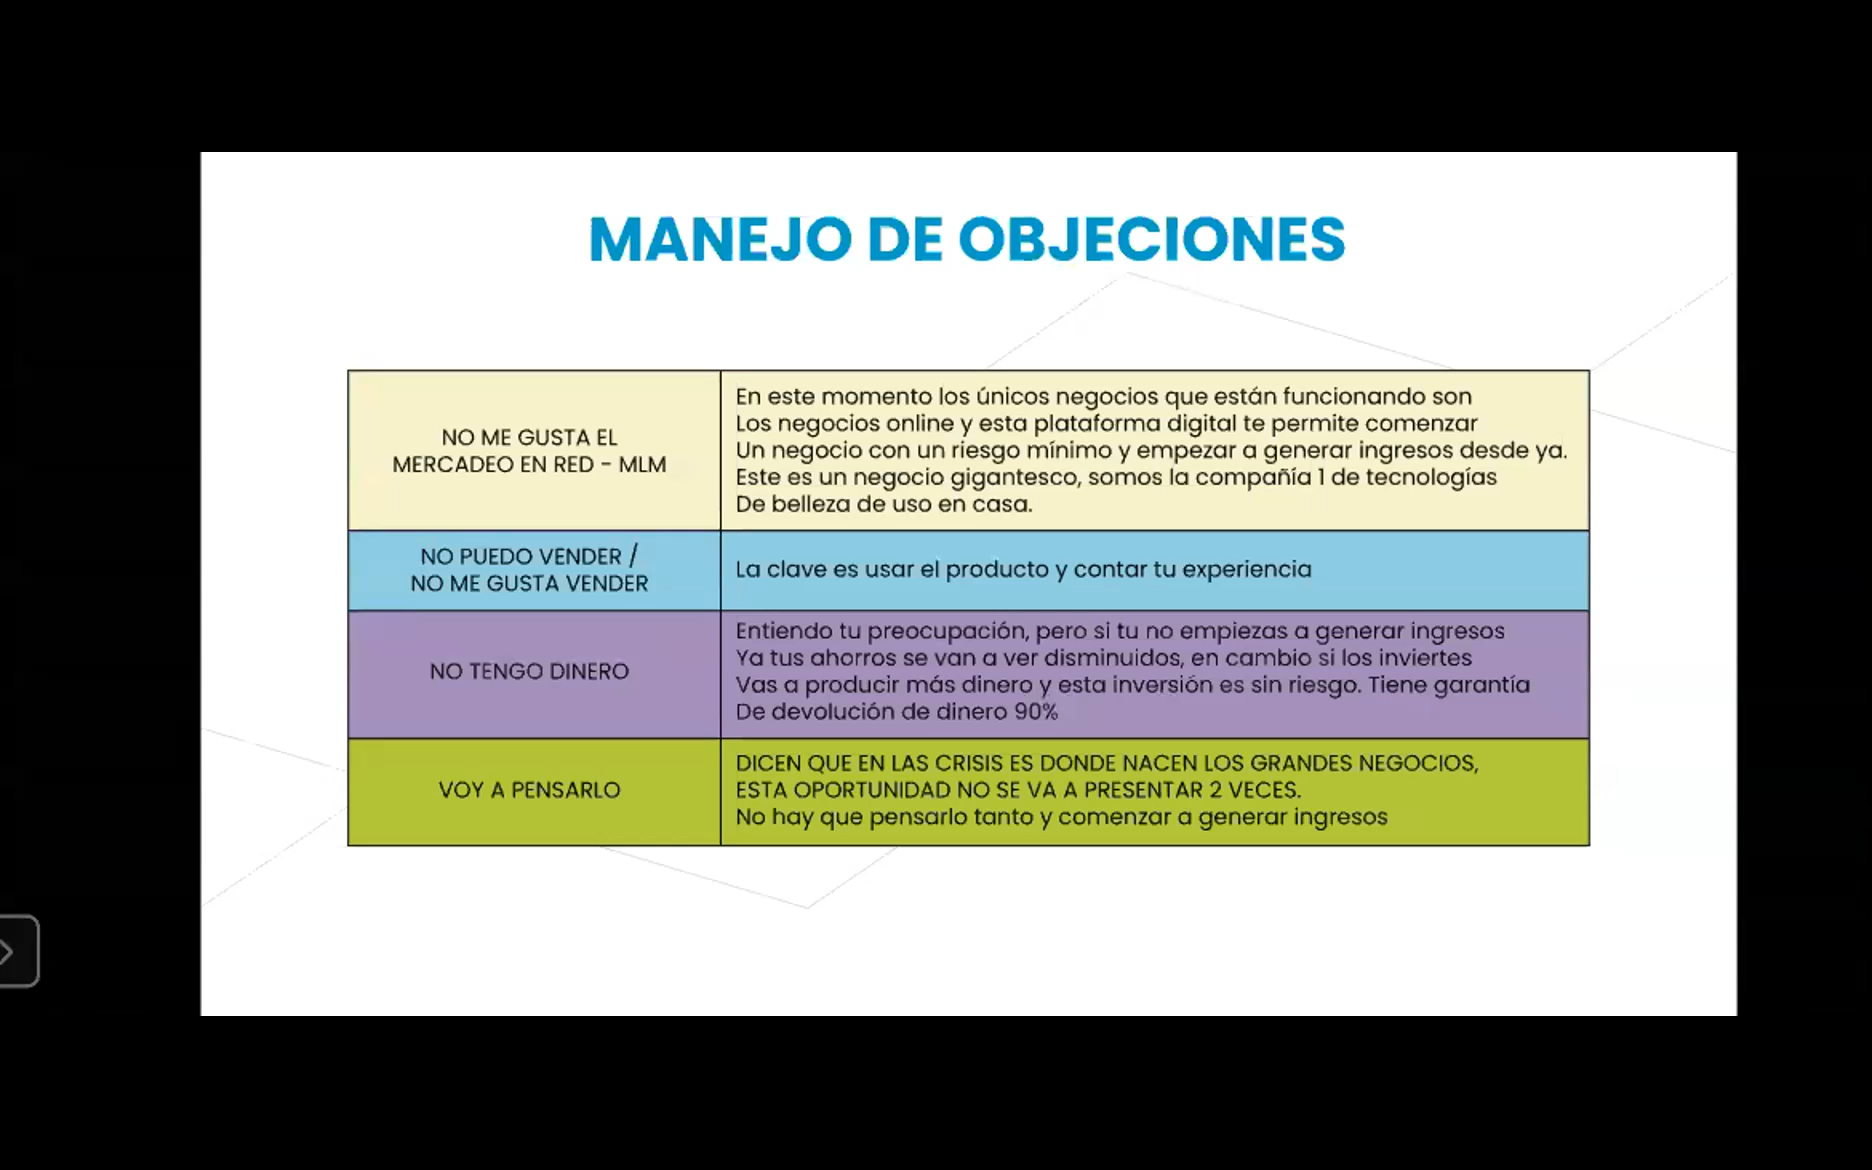 MANEJO DE OBJECIONES
NO ME GUSTA EL
MERCADEO EN RED - MLM
En este momento los únicos negocios que están funcionando son
Los negocios online y esta plataforma digital te permite comenzar
Un negocio con un riesgo mínimo y empezar a generar ingresos desde ya.
Este es un negocio gigantesco, somos la compañía 1 de tecnologías
De belleza de uso en casa.
NO PUEDO VENDER /
NO ME GUSTA VENDER
La clave es usar el producto y contar tu experiencia
NO TENGO DINERO
Entiendo tu preocupación, pero si tu no empiezas a generar ingresos
Ya tus ahorros se van a ver disminuidos, en cambio si los inviertes
Vas a producir más dinero y esta inversión es sin riesgo. Tiene garantía
De devolución de dinero 90%
VOY A PENSARLO
DICEN QUE EN LAS CRISIS ES DONDE NACEN LOS GRANDES NEGOCIOS,
ESTA OPORTUNIDAD NO SE VA A PRESENTAR 2 VECES.
No hay que pensarlo tanto y comenzar a generar ingresos